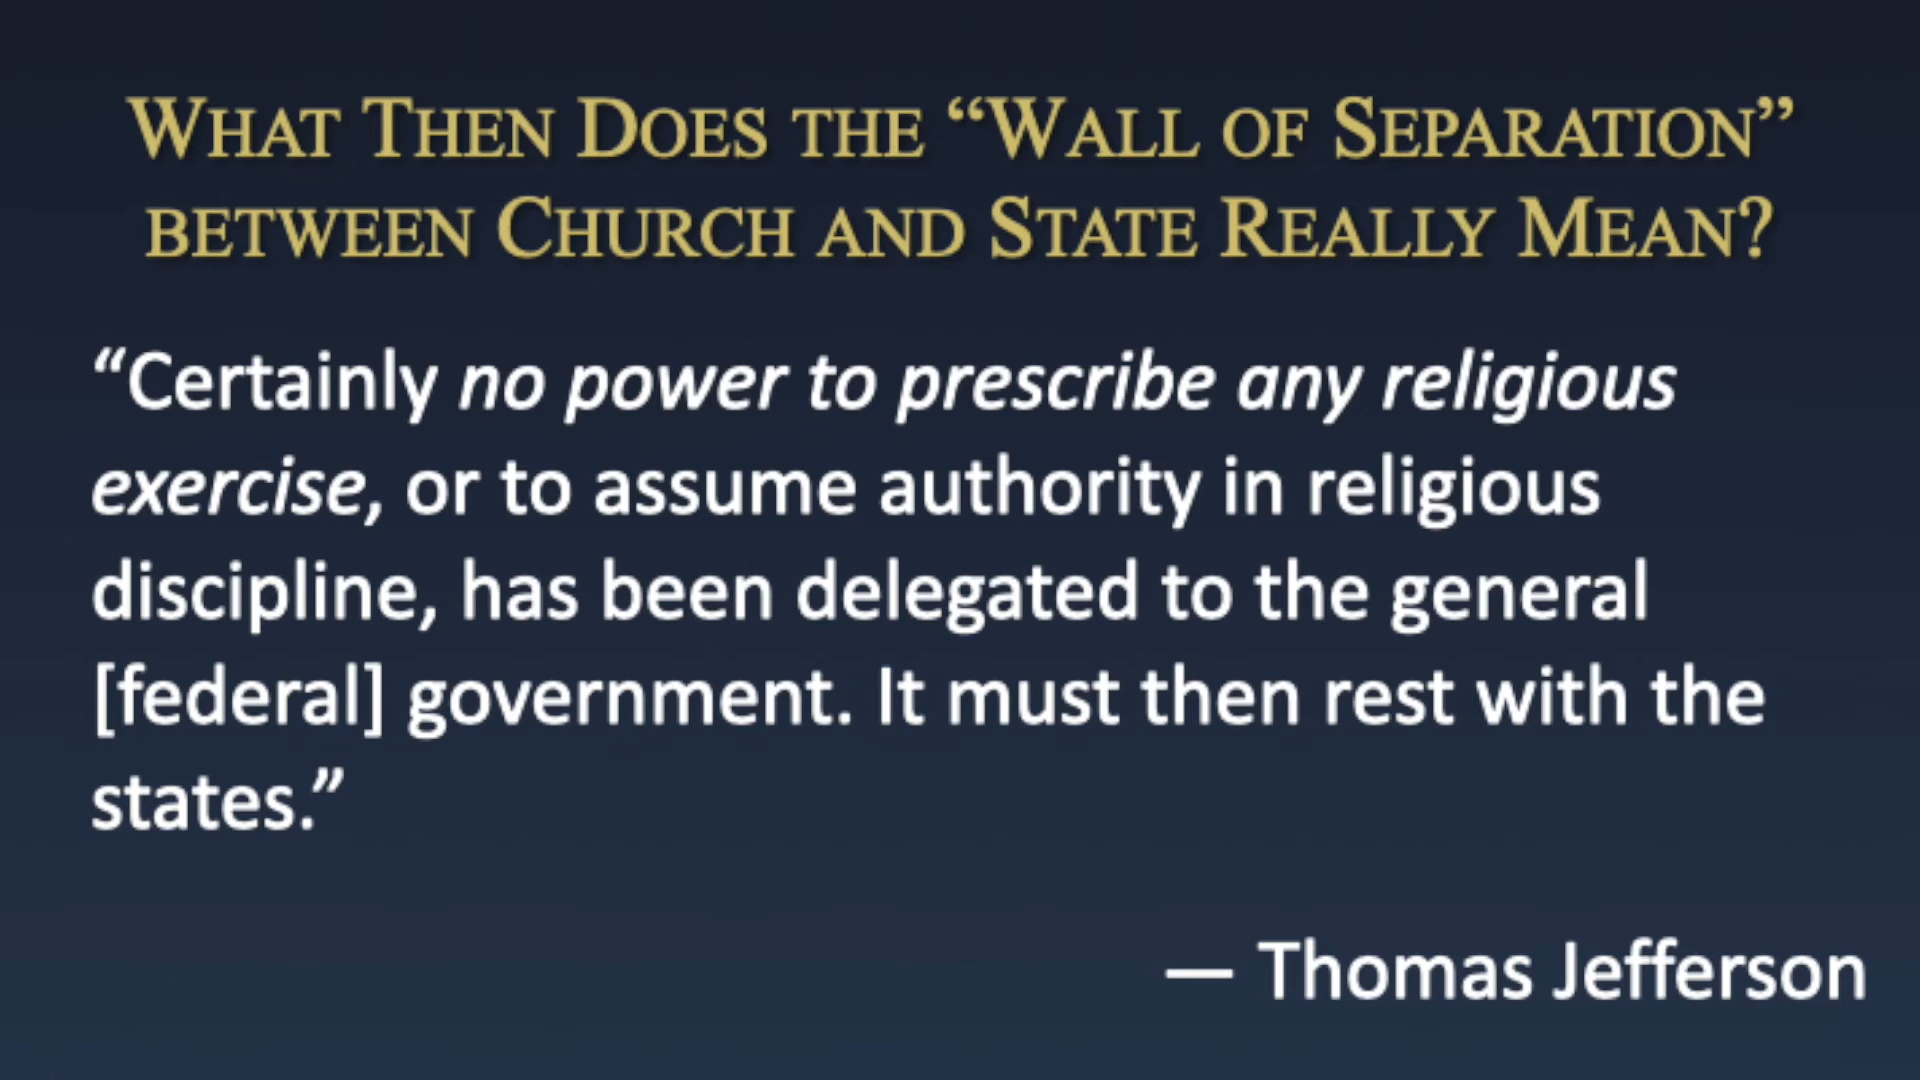 WHAT THEN DOES THE “WALL OF SEPARATION”
BETWEEN CHURCH AND STATE REALLY MEAN?
“Certainly no power to prescribe any religious
exercise, or to assume authority in religious
discipline, has been delegated to the general
[federal] government. It must then rest with the
states.”
— Thomas Jefferson